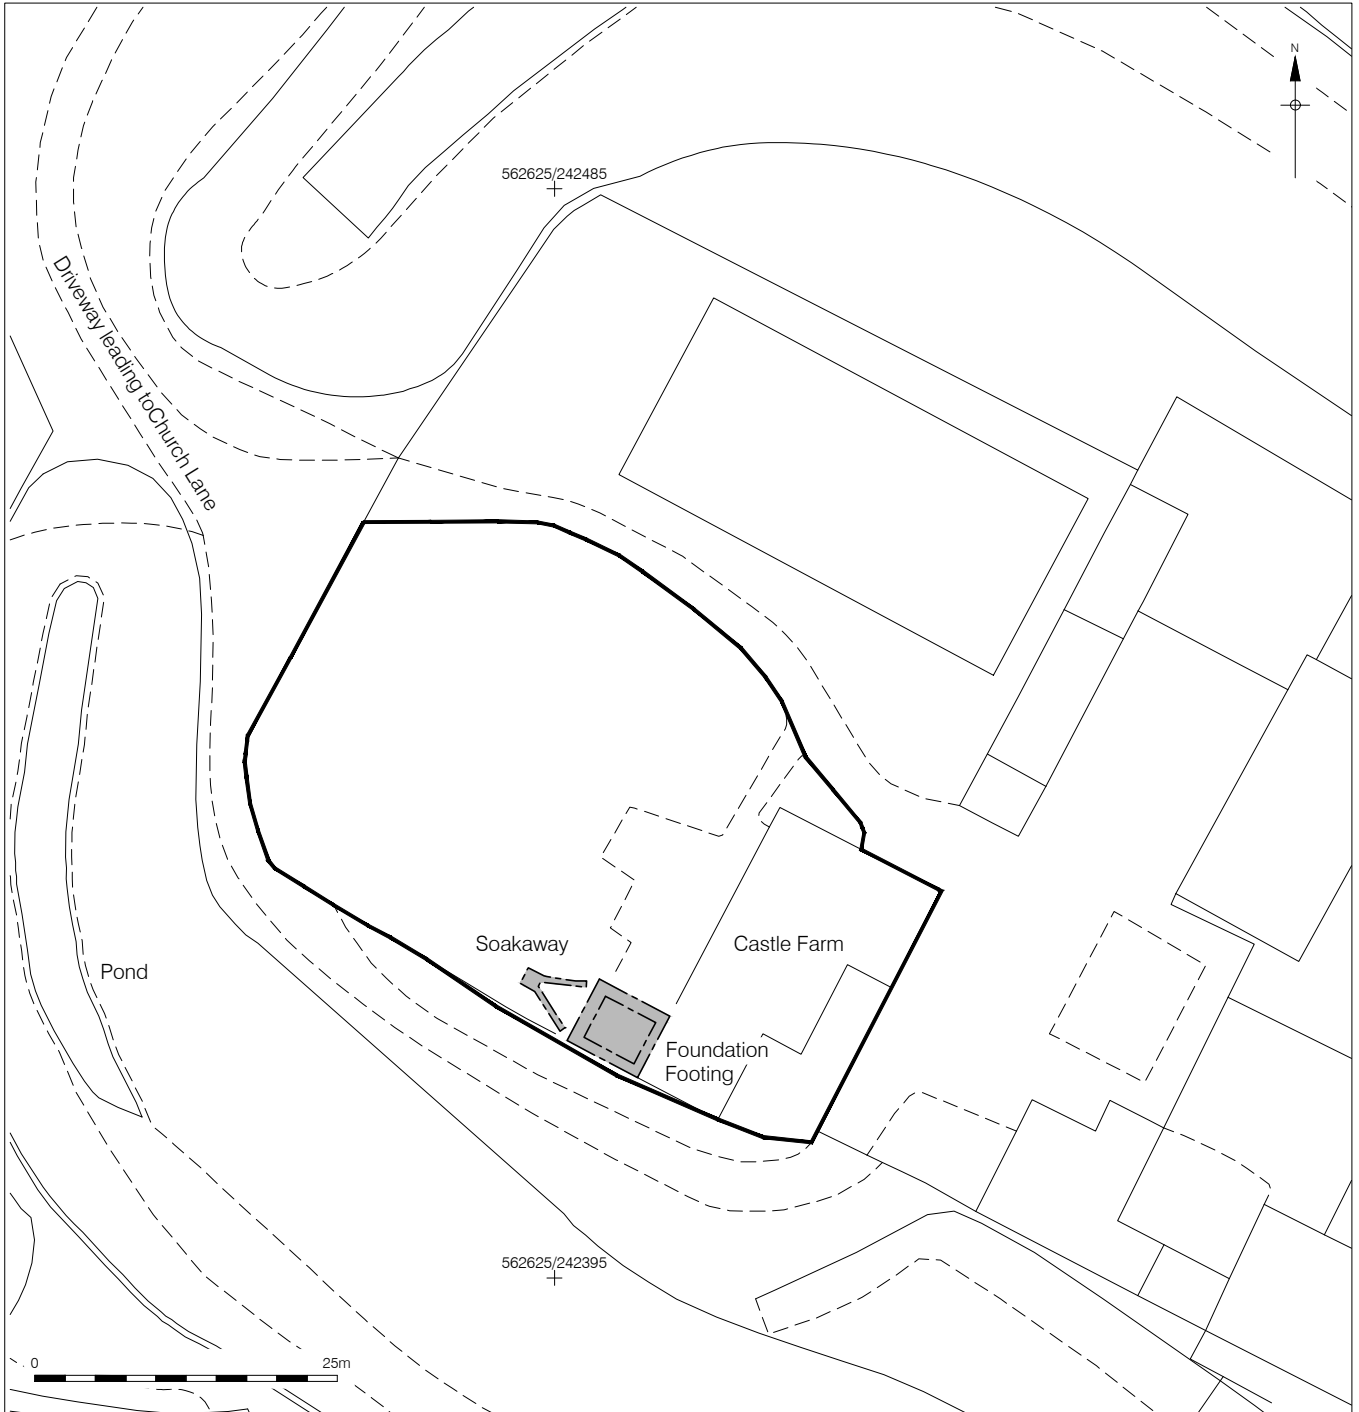 N
562625/242485
Driveway leading toChurch Lane
Soakaway
Castle Farm
Pond
Foundation
Footing
562625/242395
0
25m